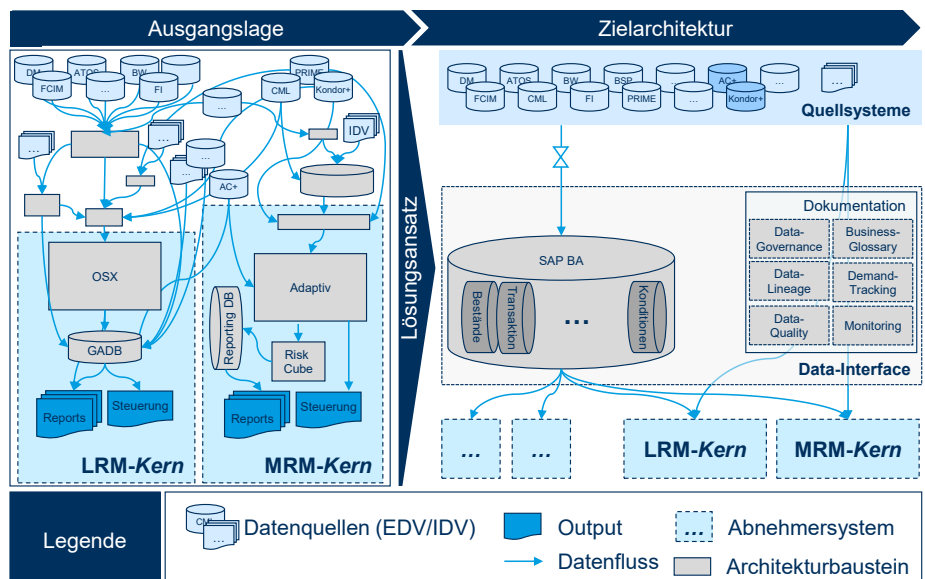 Ausgangslage
Zielarchitektur
DM
ATOS
BW
FCIM
...
FI
PRIME
CML
Kondor+
...
...
...
IDV
...
...
AC+
OSX
GADB
Reports
Steuerung
LRM-Kern
Adaptiv
Reporting DB
Risk
Cube
Reports
Steuerung
MRM-Kern
Lösungsansatz
DM
ATOS
BW
BSP
...
AC+
...
...
FCIM
CML
FI
PRIME
...
Kondor+
Quellsysteme
SAP BA
Bestände
Transaktion
...
Konditionen
Dokumentation
Data-
Governance
Business-
Glossary
Data-
Lineage
Demand-
Tracking
Data-
Quality
Monitoring
Data-Interface
...
...
LRM-Kern
MRM-Kern
Legende
CML
...
Datenquellen (EDV/IDV)
Output
Datenfluss
...
Abnehmersystem
Architekturbaustein